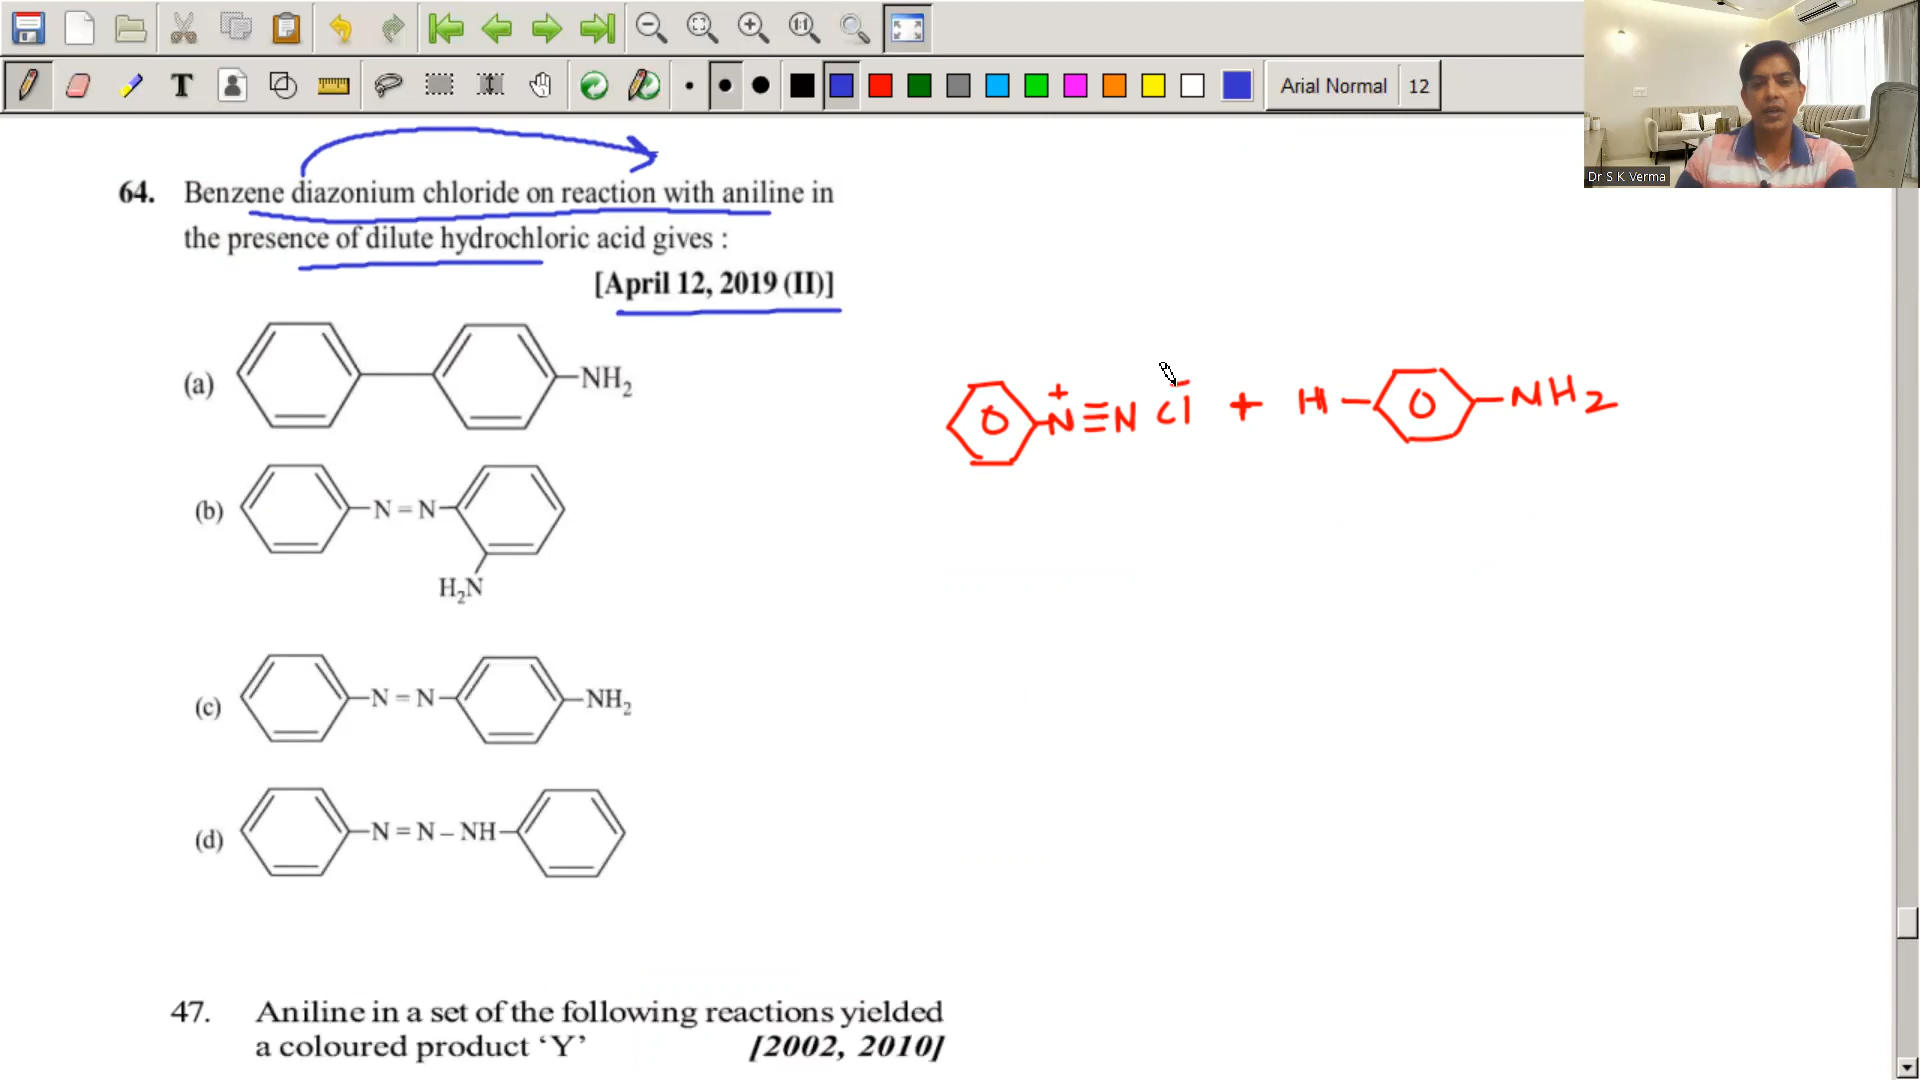 T
1:1
Arial Normal 12
Dr S K Verma
64. Benzene diazonium chloride on reaction with aniline in
the presence of dilute hydrochloric acid gives :
[April 12, 2019 (II)]
(a) NH₂
N⁺≡N Cl⁻ + H NH₂
(b) N=N
H₂N
(c) N=N NH₂
(d) N=N–NH
47. Aniline in a set of the following reactions yielded
a coloured product ‘Y’ [2002, 2010]